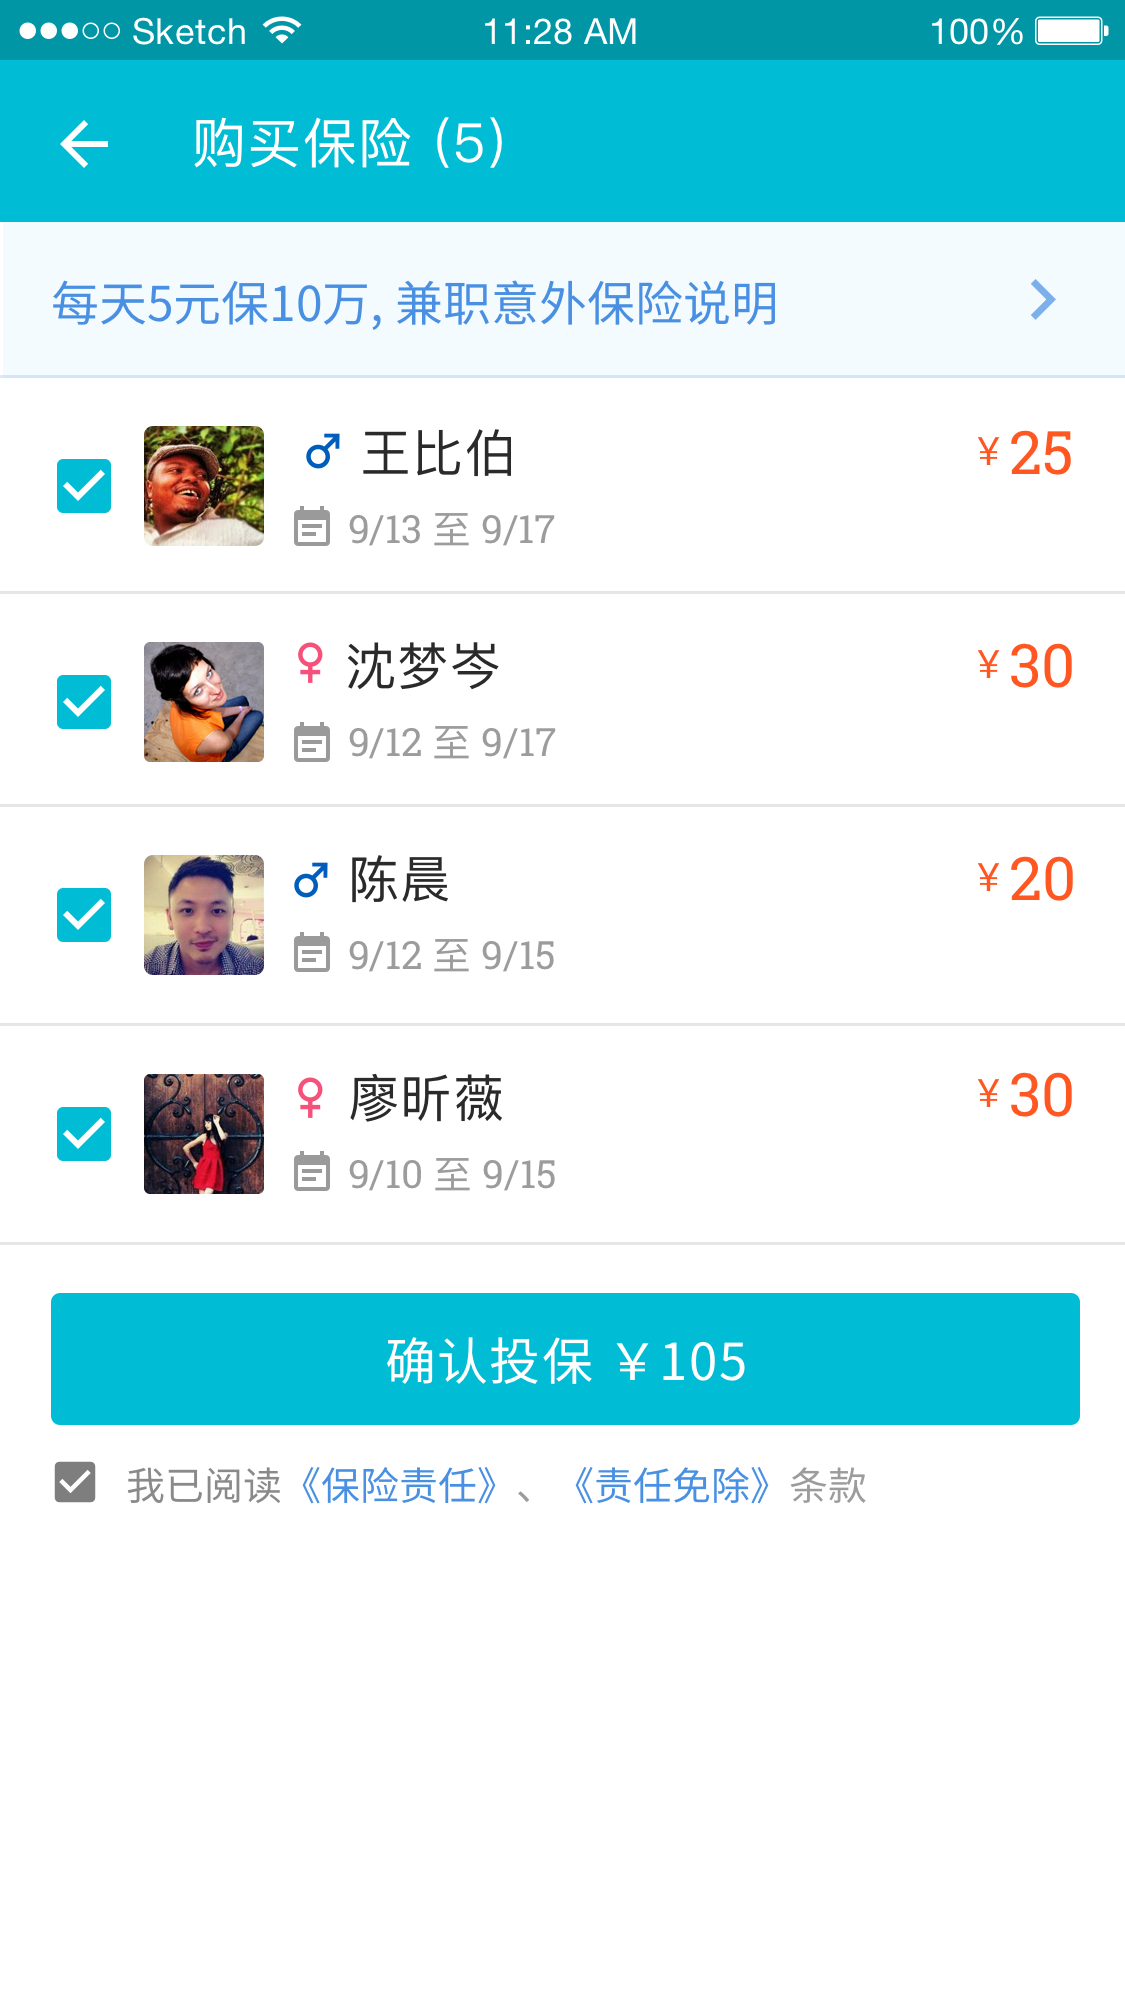 Sketch 11:28 AM 100%
购买保险 (5)
每天5元保10万, 兼职意外保险说明
王比伯 ¥ 25
9/13 至 9/17
沈梦岑 ¥ 30
9/12 至 9/17
陈晨 ¥ 20
9/12 至 9/15
廖昕薇 ¥ 30
9/10 至 9/15
确认投保 ¥105
我已阅读《保险责任》、《责任免除》条款